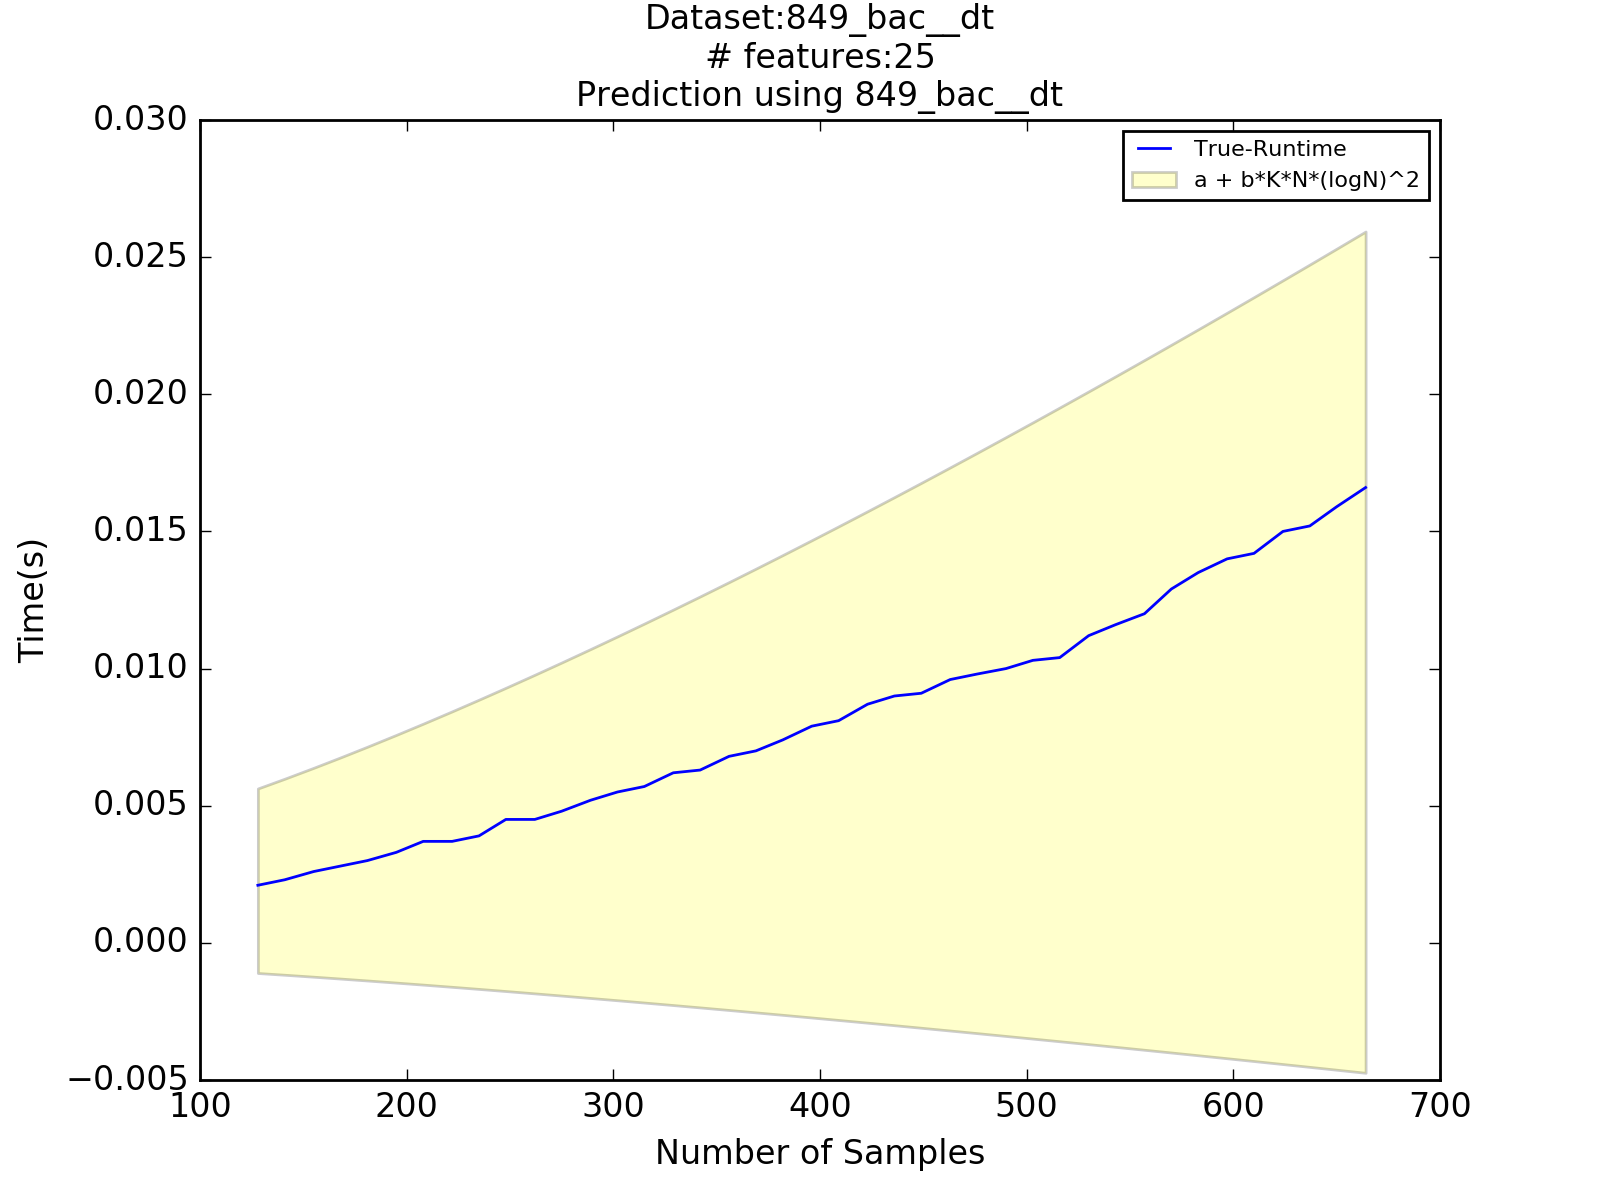 Dataset:849_bac__dt
# features:25
Prediction using 849_bac__dt
0.030
0.025
0.020
0.015
0.010
0.005
0.000
−0.005
Time(s)
True-Runtime
a + b*K*N*(logN)^2
100 200 300 400 500 600 700
Number of Samples